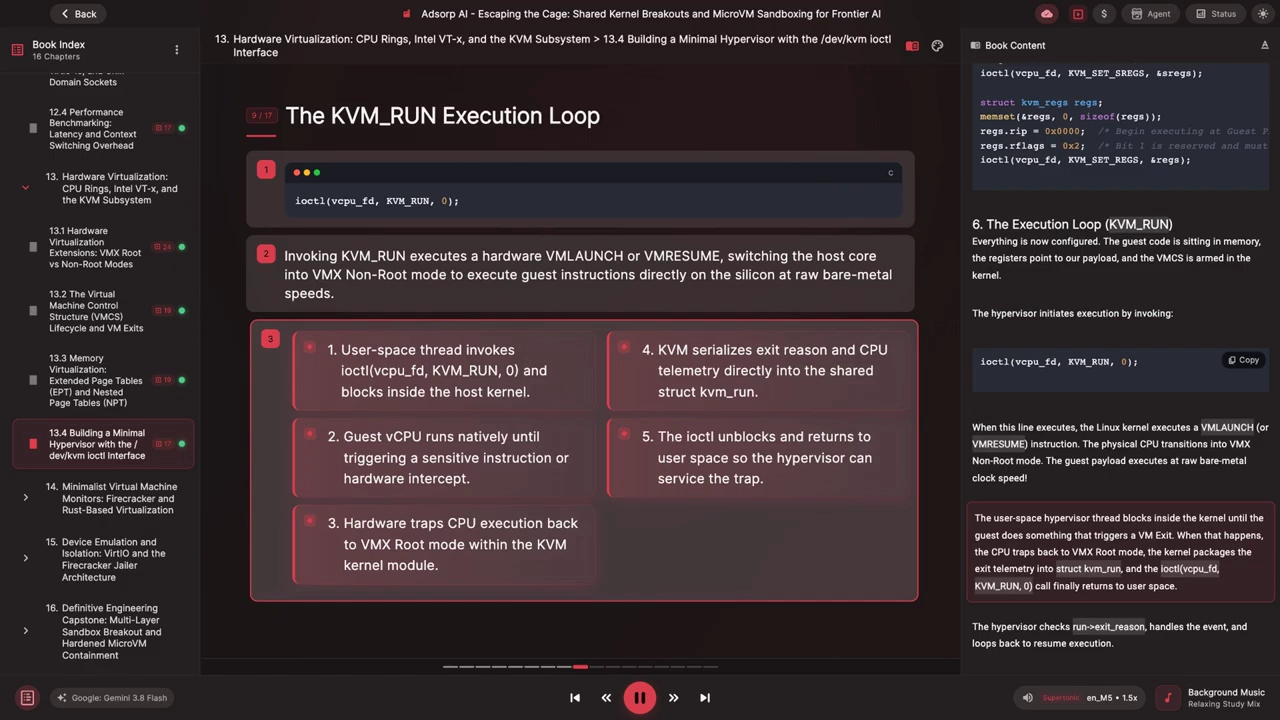 Back
Adsorp AI - Escaping the Cage: Shared Kernel Breakouts and MicroVM Sandboxing for Frontier AI
$
Agent
Status
Book Index
16 Chapters
Domain Sockets
12.4 Performance
Benchmarking:
Latency and Context
Switching Overhead
17
13. Hardware Virtualization:
CPU Rings, Intel VT-x, and
the KVM Subsystem
13.1 Hardware
Virtualization
Extensions: VMX Root
vs Non-Root Modes
24
13.2 The Virtual
Machine Control
Structure (VMCS)
Lifecycle and VM Exits
19
13.3 Memory
Virtualization:
Extended Page Tables
(EPT) and Nested
Page Tables (NPT)
19
13.4 Building a Minimal
Hypervisor with the /
dev/kvm ioctl Interface
17
14. Minimalist Virtual Machine
Monitors: Firecracker and
Rust-Based Virtualization
15. Device Emulation and
Isolation: VirtIO and the
Firecracker Jailer
Architecture
16. Definitive Engineering
Capstone: Multi-Layer
Sandbox Breakout and
Hardened MicroVM
Containment
Google: Gemini 3.8 Flash
13. Hardware Virtualization: CPU Rings, Intel VT-x, and the KVM Subsystem > 13.4 Building a Minimal Hypervisor with the /dev/kvm ioctl
Interface
9 / 17
The KVM_RUN Execution Loop
1
C
ioctl(vcpu_fd, KVM_RUN, 0);
2
Invoking KVM_RUN executes a hardware VMLAUNCH or VMRESUME, switching the host core
into VMX Non-Root mode to execute guest instructions directly on the silicon at raw bare-metal
speeds.
3
1. User-space thread invokes
ioctl(vcpu_fd, KVM_RUN, 0) and
blocks inside the host kernel.
2. Guest vCPU runs natively until
triggering a sensitive instruction or
hardware intercept.
3. Hardware traps CPU execution back
to VMX Root mode within the KVM
kernel module.
4. KVM serializes exit reason and CPU
telemetry directly into the shared
struct kvm_run.
5. The ioctl unblocks and returns to
user space so the hypervisor can
service the trap.
Book Content
ioctl(vcpu_fd, KVM_SET_SREGS, &sregs);
struct kvm_regs regs;
memset(&regs, 0, sizeof(regs));
regs.rip = 0x0000; /* Begin executing at Guest P
regs.rflags = 0x2; /* Bit 1 is reserved and must
ioctl(vcpu_fd, KVM_SET_REGS, &regs);
6. The Execution Loop (KVM_RUN)
Everything is now configured. The guest code is sitting in memory,
the registers point to our payload, and the VMCS is armed in the
kernel.
The hypervisor initiates execution by invoking:
ioctl(vcpu_fd, KVM_RUN, 0);
Copy
When this line executes, the Linux kernel executes a VMLAUNCH (or
VMRESUME) instruction. The physical CPU transitions into VMX
Non-Root mode. The guest payload executes at raw bare-metal
clock speed!
The user-space hypervisor thread blocks inside the kernel until the
guest does something that triggers a VM Exit. When that happens,
the CPU traps back to VMX Root mode, the kernel packages the
exit telemetry into struct kvm_run, and the ioctl(vcpu_fd,
KVM_RUN, 0) call finally returns to user space.
The hypervisor checks run->exit_reason, handles the event, and
loops back to resume execution.
Supertonic
en_M5 • 1.5x
Background Music
Relaxing Study Mix